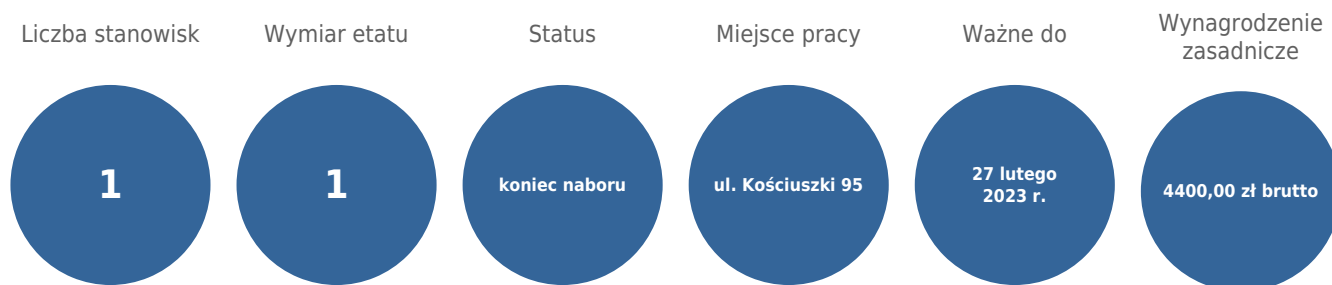 Liczba stanowisk
1
Wymiar etatu
1
Status
koniec naboru
Miejsce pracy
ul. Kościuszki 95
Ważne do
27 lutego
2023 r.
Wynagrodzenie
zasadnicze
4400,00 zł brutto